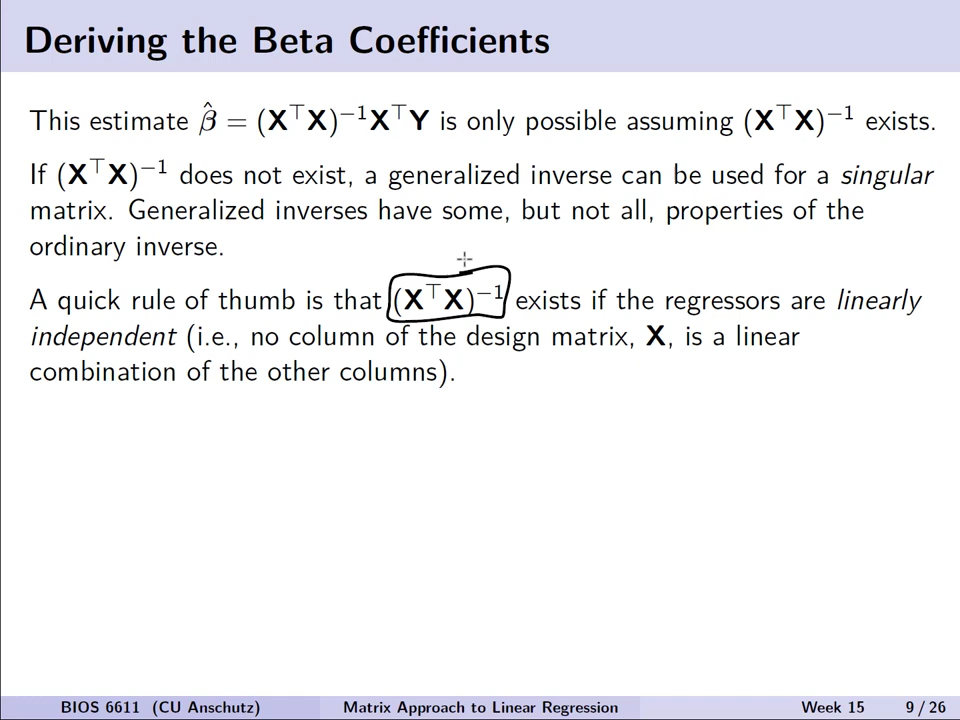 Deriving the Beta Coefficients
This estimate β̂ = (X⊤X)⁻¹X⊤Y is only possible assuming (X⊤X)⁻¹ exists.
If (X⊤X)⁻¹ does not exist, a generalized inverse can be used for a singular
matrix. Generalized inverses have some, but not all, properties of the
ordinary inverse.
A quick rule of thumb is that (X⊤X)⁻¹ exists if the regressors are linearly
independent (i.e., no column of the design matrix, X, is a linear
combination of the other columns).
BIOS 6611 (CU Anschutz) Matrix Approach to Linear Regression Week 15 9 / 26